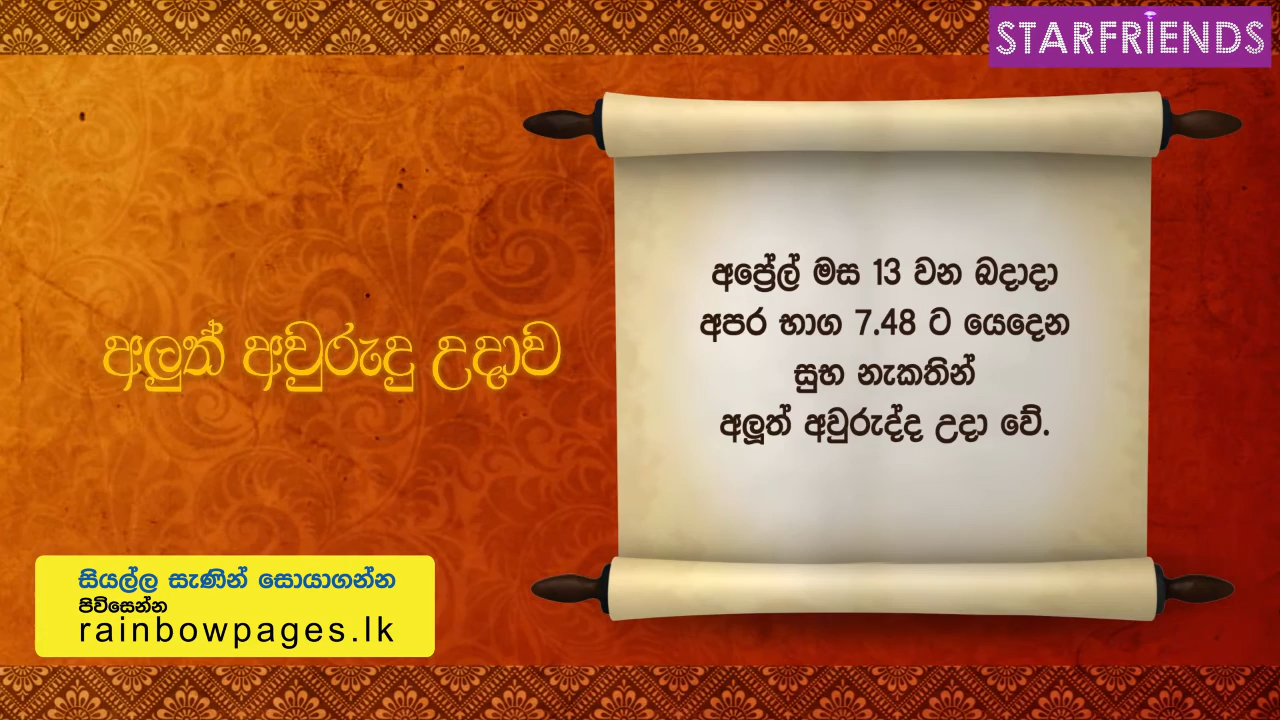 STARFRIENDS
අලුත් අවුරුදු උදාව
අප්‍රේල් මස 13 වන බදාදා
අපර භාග 7.48 ට යෙදෙන
සුභ නැකතින්
අලුත් අවුරුද්ද උදා වේ.
සියල්ල සැණින් සොයාගන්න
පිවිසෙන්න
rainbowpages.lk